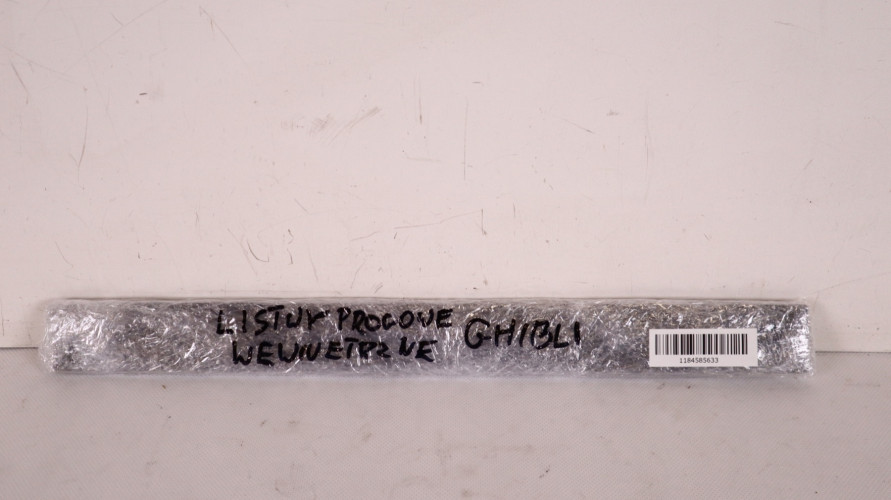 LISTWY PROGOWE
WEWNETRZNE GHIBLI
1184585633